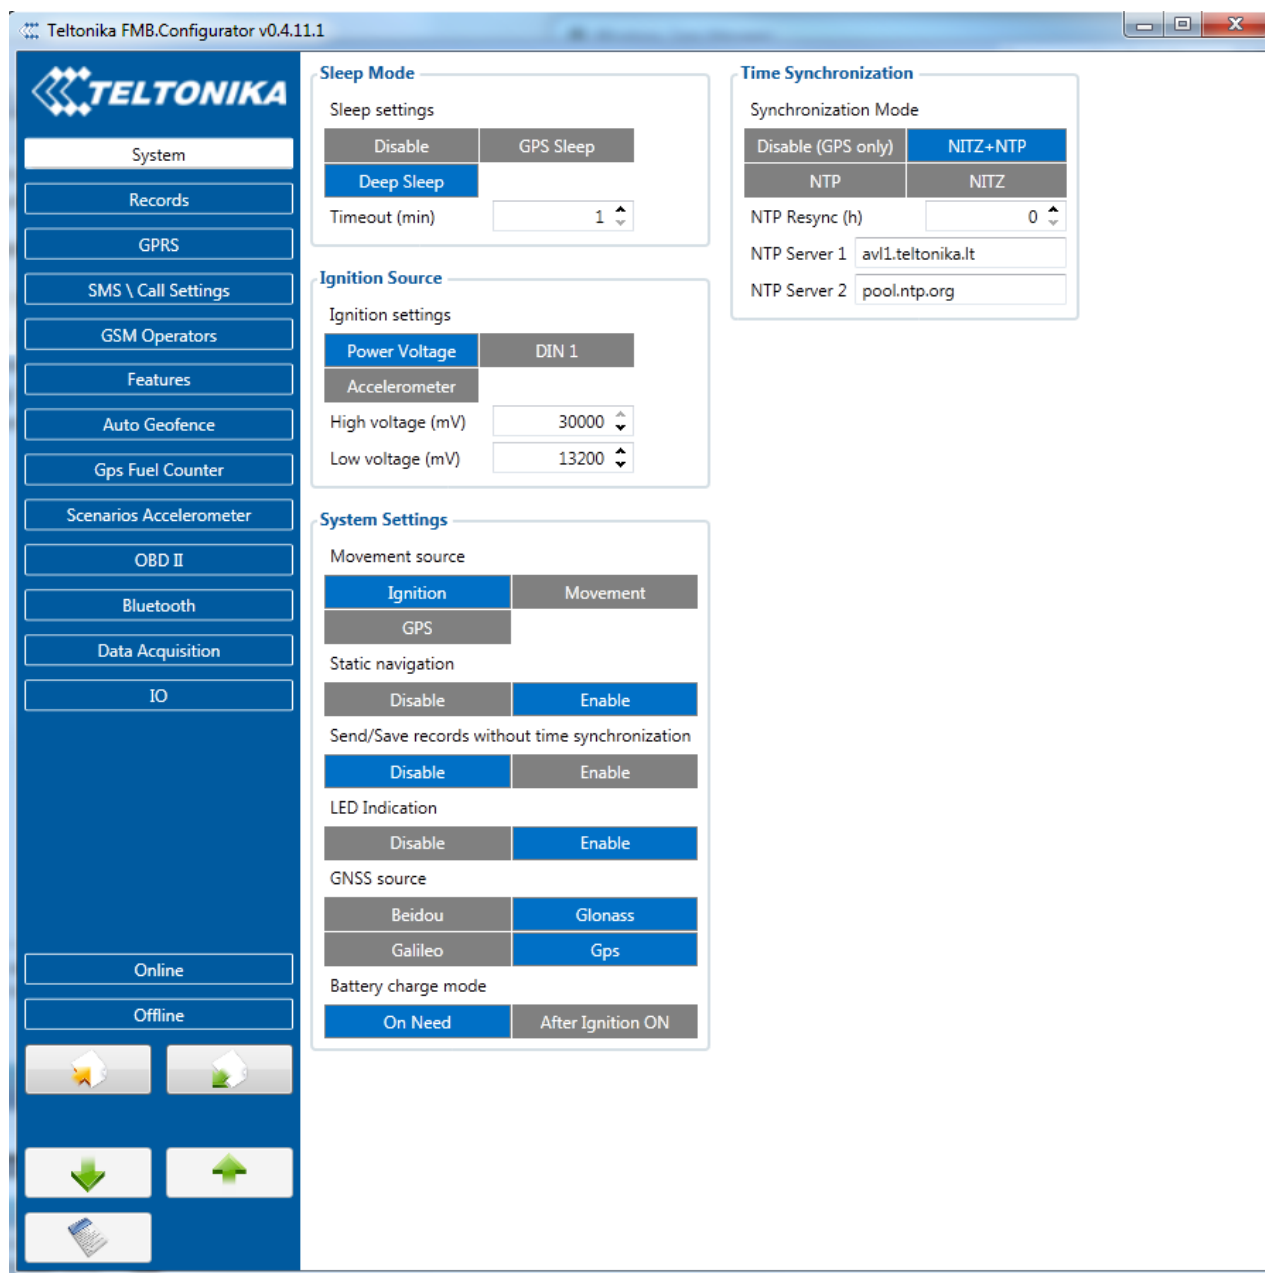 Teltonika FMB.Configurator v0.4.11.1
TELTONIKA
System
Records
GPRS
SMS \ Call Settings
GSM Operators
Features
Auto Geofence
Gps Fuel Counter
Scenarios Accelerometer
OBD II
Bluetooth
Data Acquisition
IO
Online
Offline
Sleep Mode
Sleep settings
Disable GPS Sleep
Deep Sleep
Timeout (min) 1
Ignition Source
Ignition settings
Power Voltage DIN 1
Accelerometer
High voltage (mV) 30000
Low voltage (mV) 13200
System Settings
Movement source
Ignition Movement
GPS
Static navigation
Disable Enable
Send/Save records without time synchronization
Disable Enable
LED Indication
Disable Enable
GNSS source
Beidou Glonass
Galileo Gps
Battery charge mode
On Need After Ignition ON
Time Synchronization
Synchronization Mode
Disable (GPS only) NITZ+NTP
NTP NITZ
NTP Resync (h) 0
NTP Server 1 avl1.teltonika.lt
NTP Server 2 pool.ntp.org